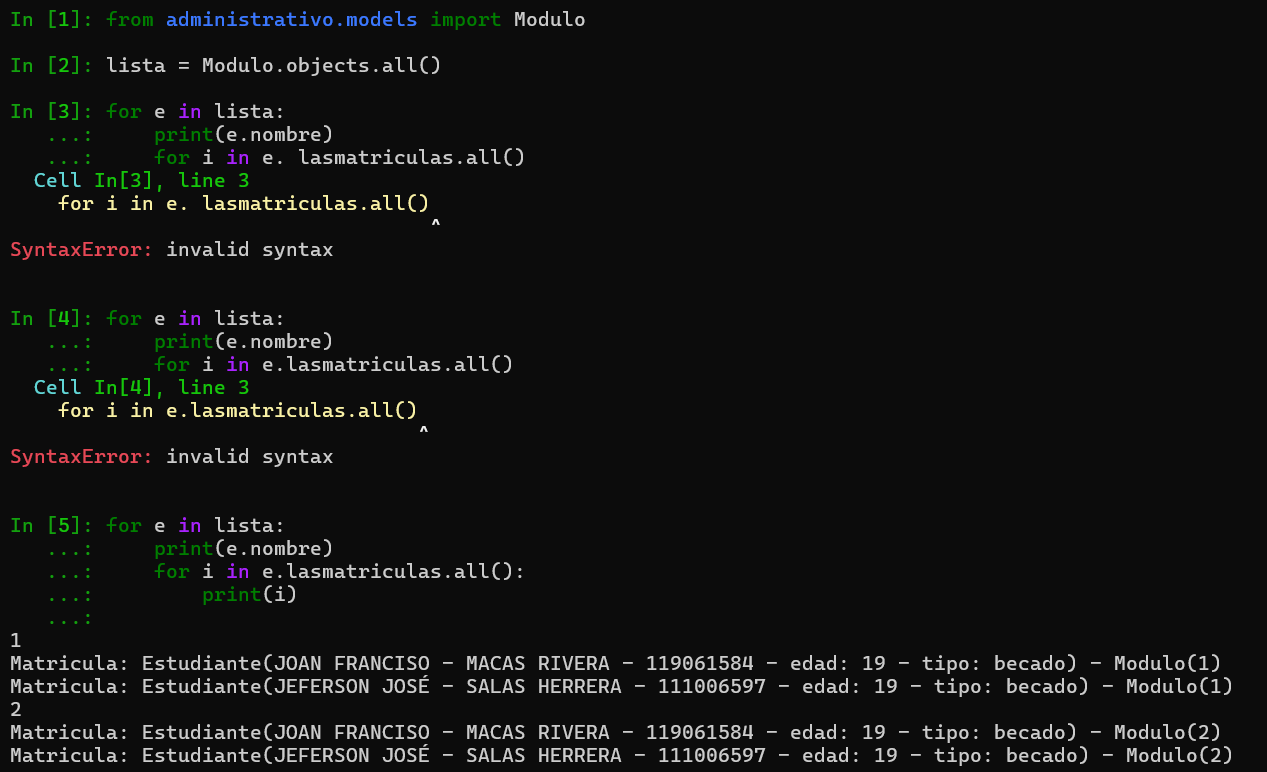 In [1]: from administrativo.models import Modulo
In [2]: lista = Modulo.objects.all()
In [3]: for e in lista:
   ...:     print(e.nombre)
   ...:     for i in e. lasmatriculas.all()
  Cell In[3], line 3
    for i in e. lasmatriculas.all()
                                   ^
SyntaxError: invalid syntax
In [4]: for e in lista:
   ...:     print(e.nombre)
   ...:     for i in e.lasmatriculas.all()
  Cell In[4], line 3
    for i in e.lasmatriculas.all()
                                  ^
SyntaxError: invalid syntax
In [5]: for e in lista:
   ...:     print(e.nombre)
   ...:     for i in e.lasmatriculas.all():
   ...:         print(i)
   ...:
1
Matricula: Estudiante(JOAN FRANCISO - MACAS RIVERA - 119061584 - edad: 19 - tipo: becado) - Modulo(1)
Matricula: Estudiante(JEFERSON JOSÉ - SALAS HERRERA - 111006597 - edad: 19 - tipo: becado) - Modulo(1)
2
Matricula: Estudiante(JOAN FRANCISO - MACAS RIVERA - 119061584 - edad: 19 - tipo: becado) - Modulo(2)
Matricula: Estudiante(JEFERSON JOSÉ - SALAS HERRERA - 111006597 - edad: 19 - tipo: becado) - Modulo(2)